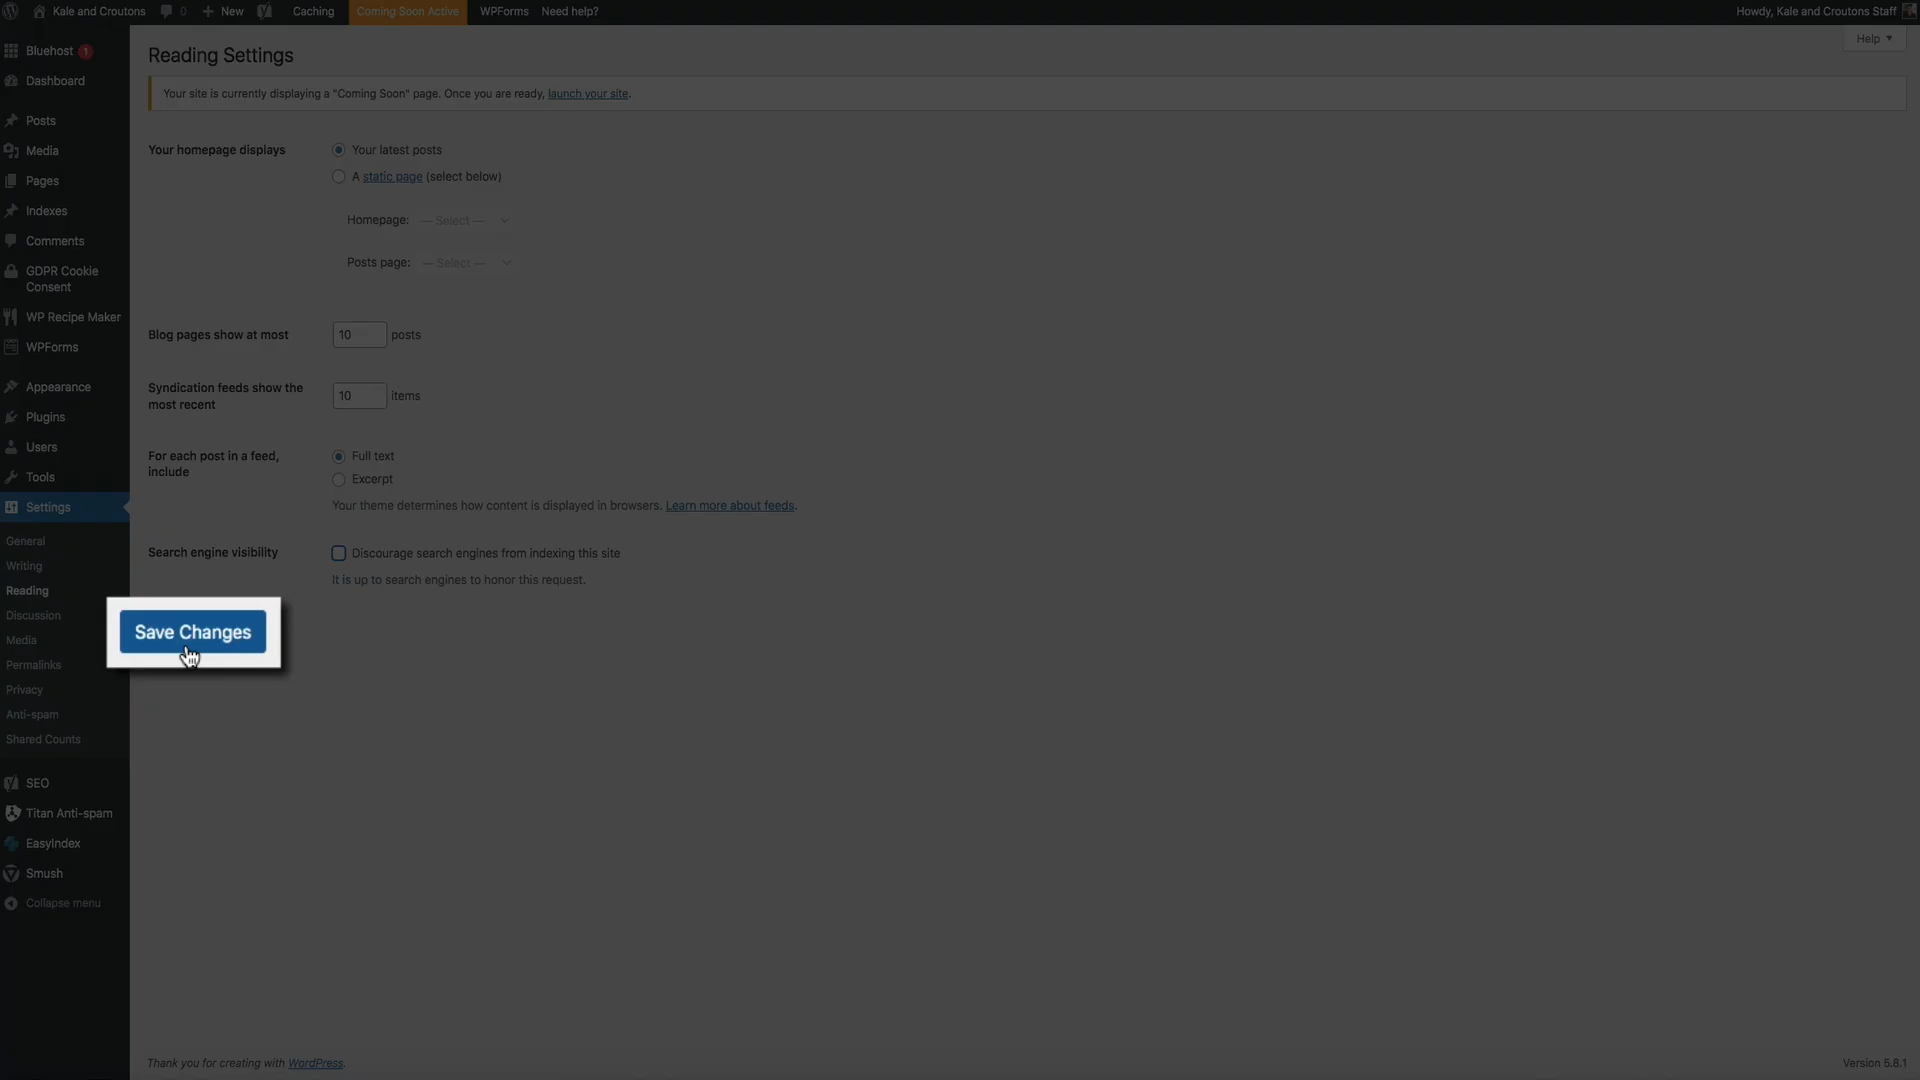 Kale and Croutons 0 New Caching Coming Soon Active WPForms Need help? Howdy, Kale and Croutons Staff
Help
Bluehost 1
Dashboard
Posts
Media
Pages
Indexes
Comments
GDPR Cookie
Consent
WP Recipe Maker
WPForms
Appearance
Plugins
Users
Tools
Settings
General
Writing
Reading
Discussion
Media
Permalinks
Privacy
Anti-spam
Shared Counts
SEO
Titan Anti-spam
EasyIndex
Smush
Collapse menu
Reading Settings
Your site is currently displaying a "Coming Soon" page. Once you are ready, launch your site.
Your homepage displays
Your latest posts
A static page (select below)
Homepage: — Select —
Posts page: — Select —
Blog pages show at most 10 posts
Syndication feeds show the
most recent
10 items
For each post in a feed,
include
Full text
Excerpt
Your theme determines how content is displayed in browsers. Learn more about feeds.
Search engine visibility
Discourage search engines from indexing this site
It is up to search engines to honor this request.
Save Changes
Thank you for creating with WordPress.
Version 5.8.1